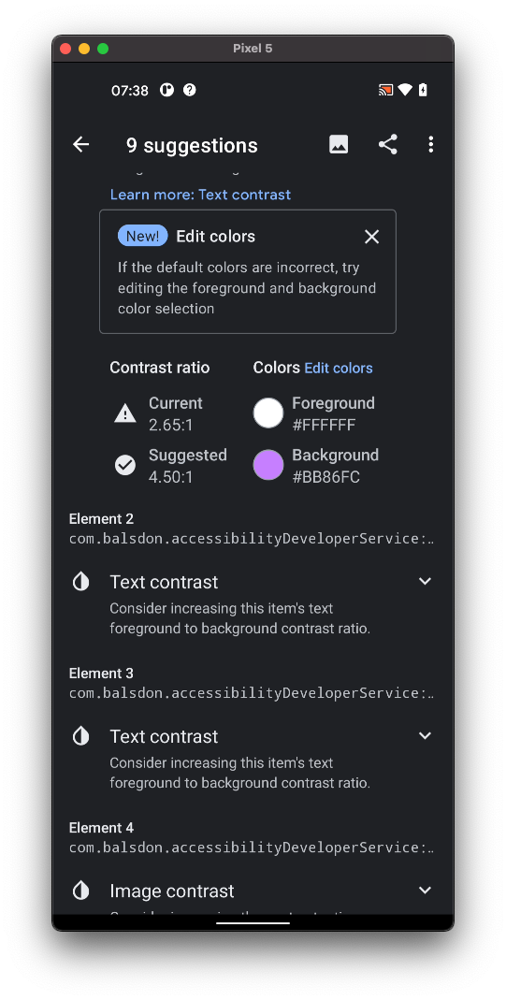 Pixel 5
07:38
9 suggestions
Learn more: Text contrast
New! Edit colors
If the default colors are incorrect, try
editing the foreground and background
color selection
Contrast ratio
Colors Edit colors
Current
2.65:1
Foreground
#FFFFFF
Suggested
4.50:1
Background
#BB86FC
Element 2
com.balsdon.accessibilityDeveloperService:…
Text contrast
Consider increasing this item's text
foreground to background contrast ratio.
Element 3
com.balsdon.accessibilityDeveloperService:…
Text contrast
Consider increasing this item's text
foreground to background contrast ratio.
Element 4
com.balsdon.accessibilityDeveloperService:…
Image contrast